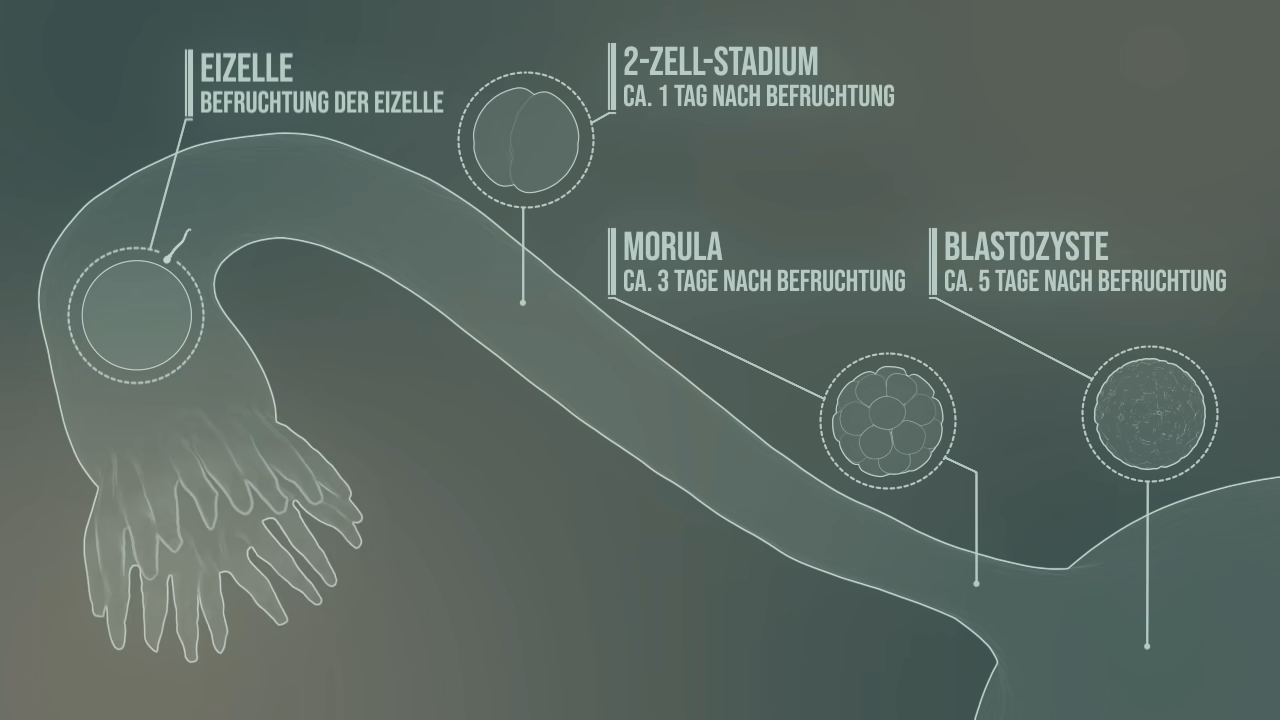 EIZELLE
BEFRUCHTUNG DER EIZELLE
2-ZELL-STADIUM
CA. 1 TAG NACH BEFRUCHTUNG
MORULA
CA. 3 TAGE NACH BEFRUCHTUNG
BLASTOZYSTE
CA. 5 TAGE NACH BEFRUCHTUNG